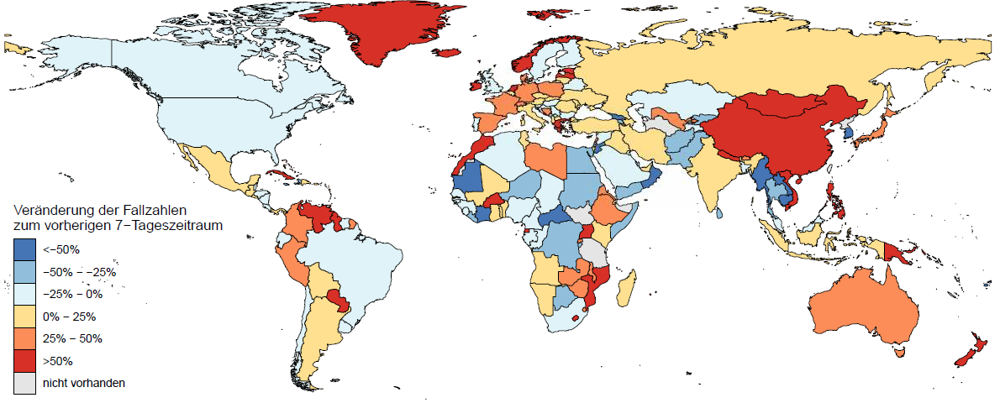 Veränderung der Fallzahlen
zum vorherigen 7−Tageszeitraum
<−50%
−50% − −25%
−25% − 0%
0% − 25%
25% − 50%
>50%
nicht vorhanden